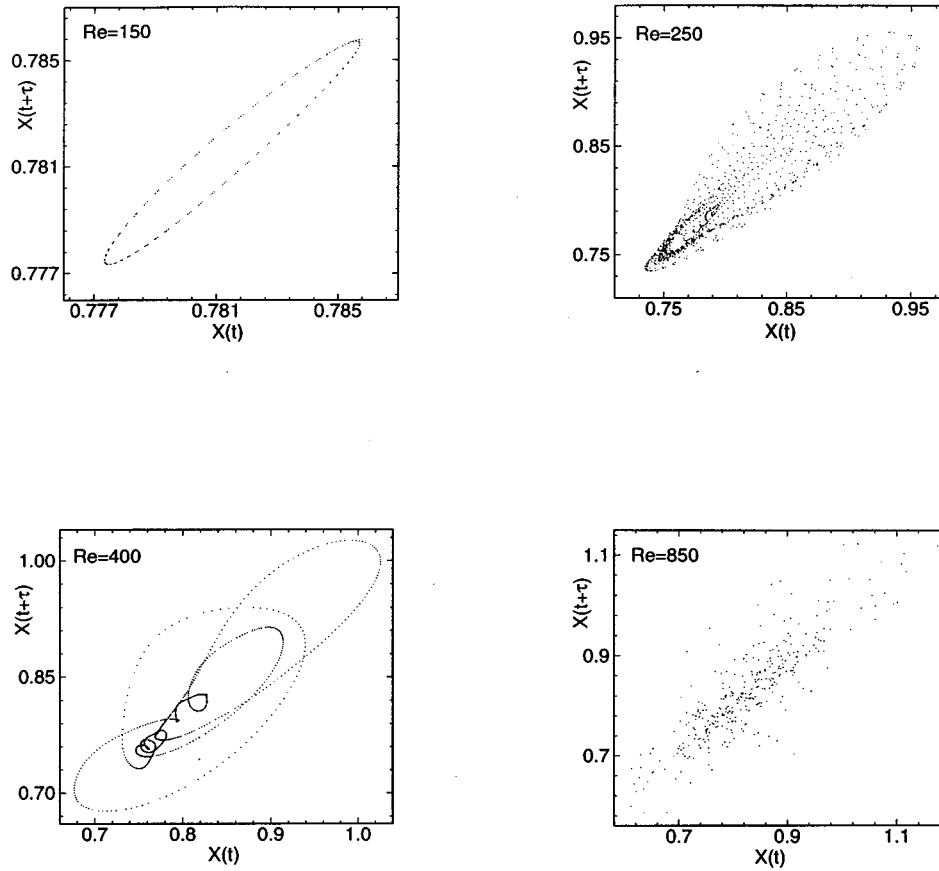 Re=150
X(t+τ)
0.785
0.781
0.777
0.777 0.781 0.785
X(t)
Re=250
X(t+τ)
0.95
0.85
0.75
0.75 0.85 0.95
X(t)
Re=400
X(t+τ)
1.00
0.85
0.70
0.7 0.8 0.9 1.0
X(t)
Re=850
X(t+τ)
1.1
0.9
0.7
0.7 0.9 1.1
X(t)